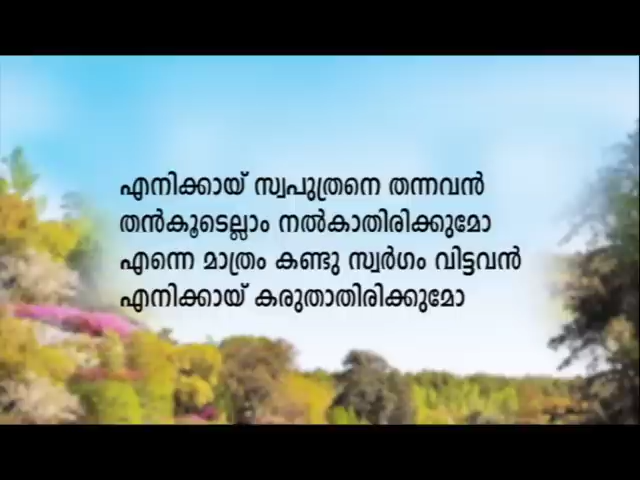 എനിക്കായ് സ്വപുത്രനെ തന്നവൻ
തൻകൂടെല്ലാം നൽകാതിരിക്കുമോ
എന്നെ മാത്രം കണ്ടു സ്വർഗം വിട്ടവൻ
എനിക്കായ് കരുതാതിരിക്കുമോ